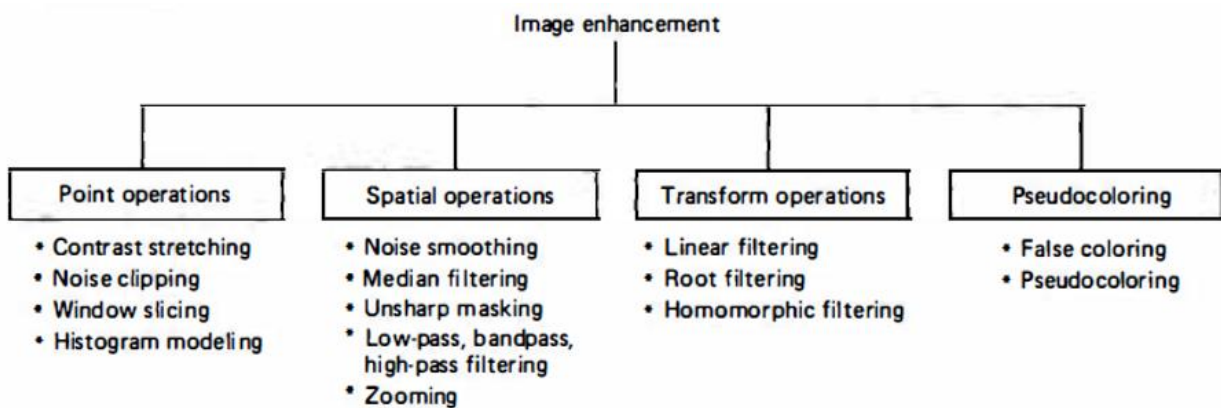 Image enhancement
Point operations
* Contrast stretching
* Noise clipping
* Window slicing
* Histogram modeling
Spatial operations
* Noise smoothing
* Median filtering
* Unsharp masking
* Low-pass, bandpass,
high-pass filtering
* Zooming
Transform operations
* Linear filtering
* Root filtering
* Homomorphic filtering
Pseudocoloring
* False coloring
* Pseudocoloring